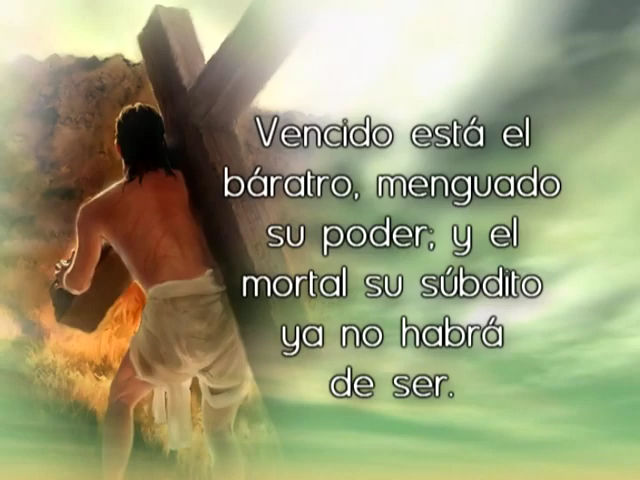 Vencido está el
báratro, menguado
su poder; y el
mortal su súbdito
ya no habrá
de ser.